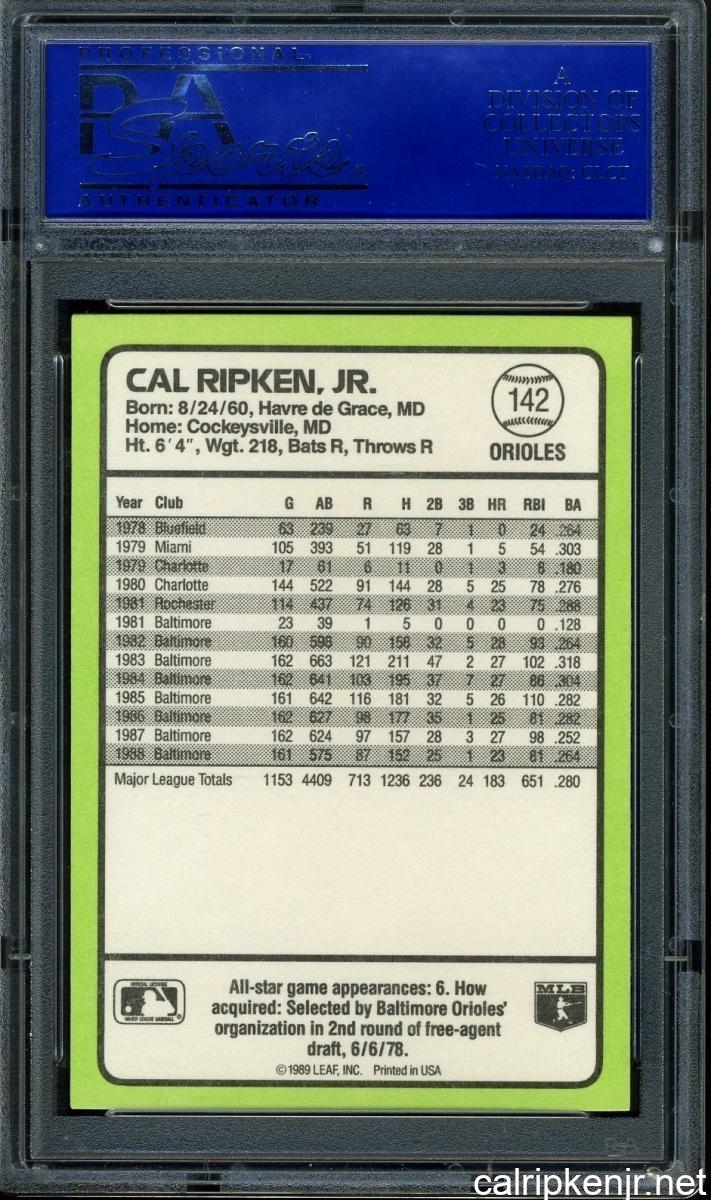 PROFESSIONAL
PSA
Sports
AUTHENTICATOR
A
DIVISION OF
COLLECTORS
UNIVERSE
NASDAQ: CLCT
CAL RIPKEN, JR.
Born: 8/24/60, Havre de Grace, MD
Home: Cockeysville, MD
Ht. 6'4", Wgt. 218, Bats R, Throws R
142
ORIOLES
Year Club G AB R H 2B 3B HR RBI BA
1978 Bluefield 63 239 27 63 7 1 0 24 .264
1979 Miami 105 393 51 119 28 1 5 54 .303
1979 Charlotte 17 61 6 11 0 1 3 8 .180
1980 Charlotte 144 522 91 144 28 5 25 78 .276
1981 Rochester 114 437 74 126 31 4 23 75 .288
1981 Baltimore 23 39 1 5 0 0 0 0 .128
1982 Baltimore 160 598 90 158 32 5 28 93 .264
1983 Baltimore 162 663 121 211 47 2 27 102 .318
1984 Baltimore 162 641 103 195 37 7 27 86 .304
1985 Baltimore 161 642 116 181 32 5 26 110 .282
1986 Baltimore 162 627 98 177 35 1 25 81 .282
1987 Baltimore 162 624 97 157 28 3 27 98 .252
1988 Baltimore 161 575 87 152 25 1 23 81 .264
Major League Totals 1153 4409 713 1236 236 24 183 651 .280
OFFICIAL LICENSEE
MAJOR LEAGUE BASEBALL
All-star game appearances: 6. How
acquired: Selected by Baltimore Orioles'
organization in 2nd round of free-agent
draft, 6/6/78.
MLB
©1989 LEAF, INC. Printed in USA
PSA
calripkenjr.net